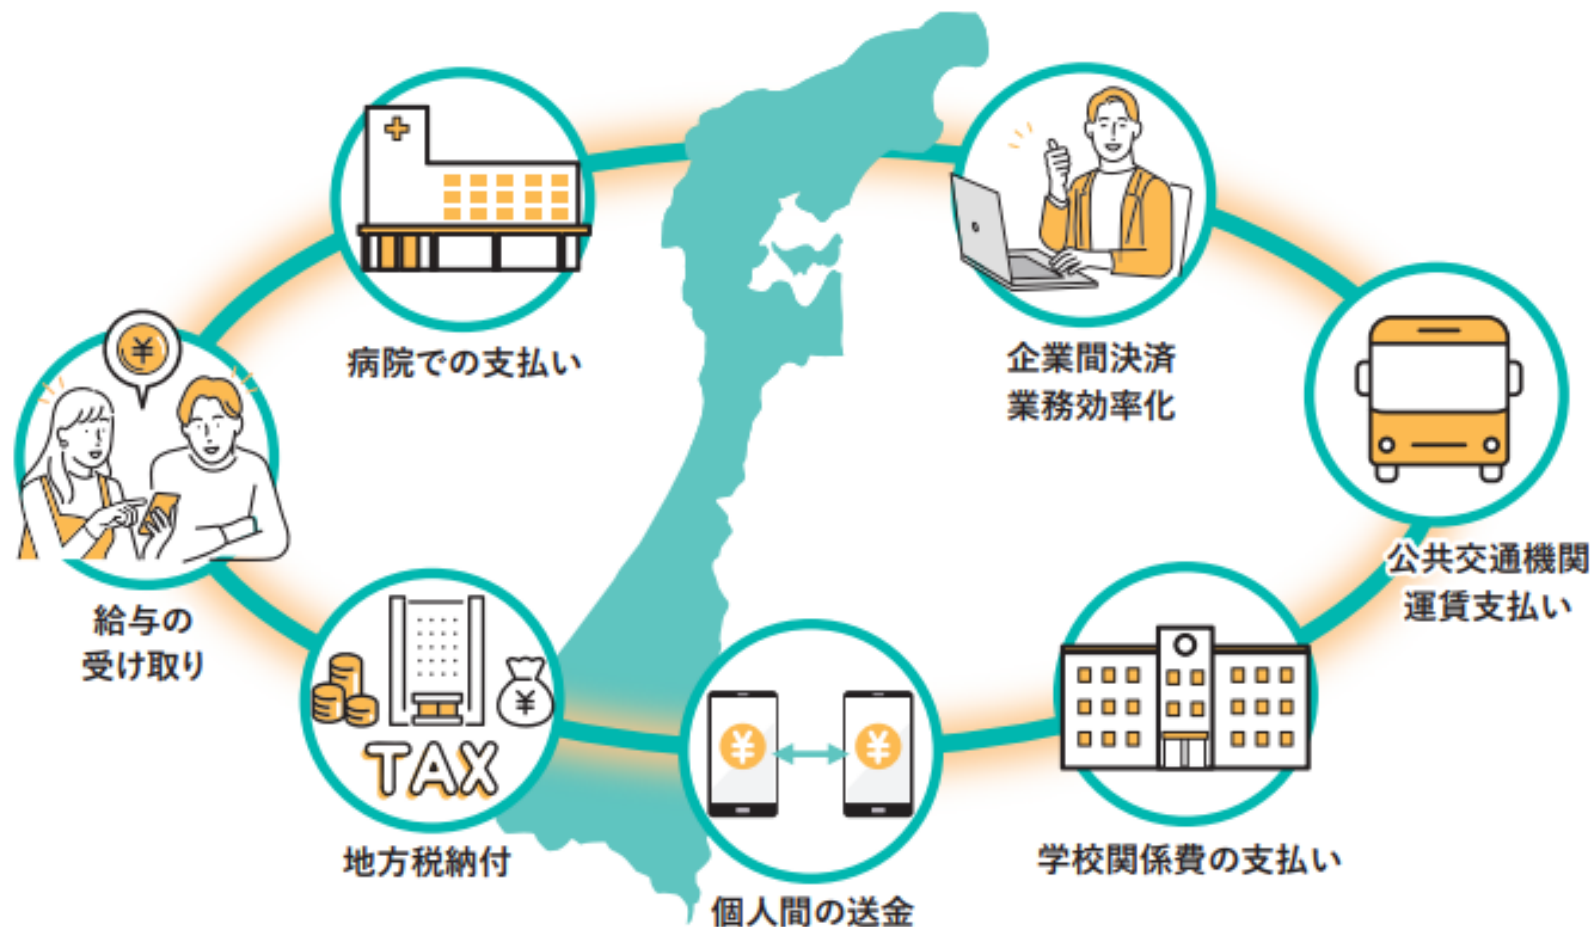 病院での支払い
企業間決済
業務効率化
¥
公共交通機関
運賃支払い
給与の
受け取り
¥
TAX
地方税納付
¥
¥
個人間の送金
学校関係費の支払い